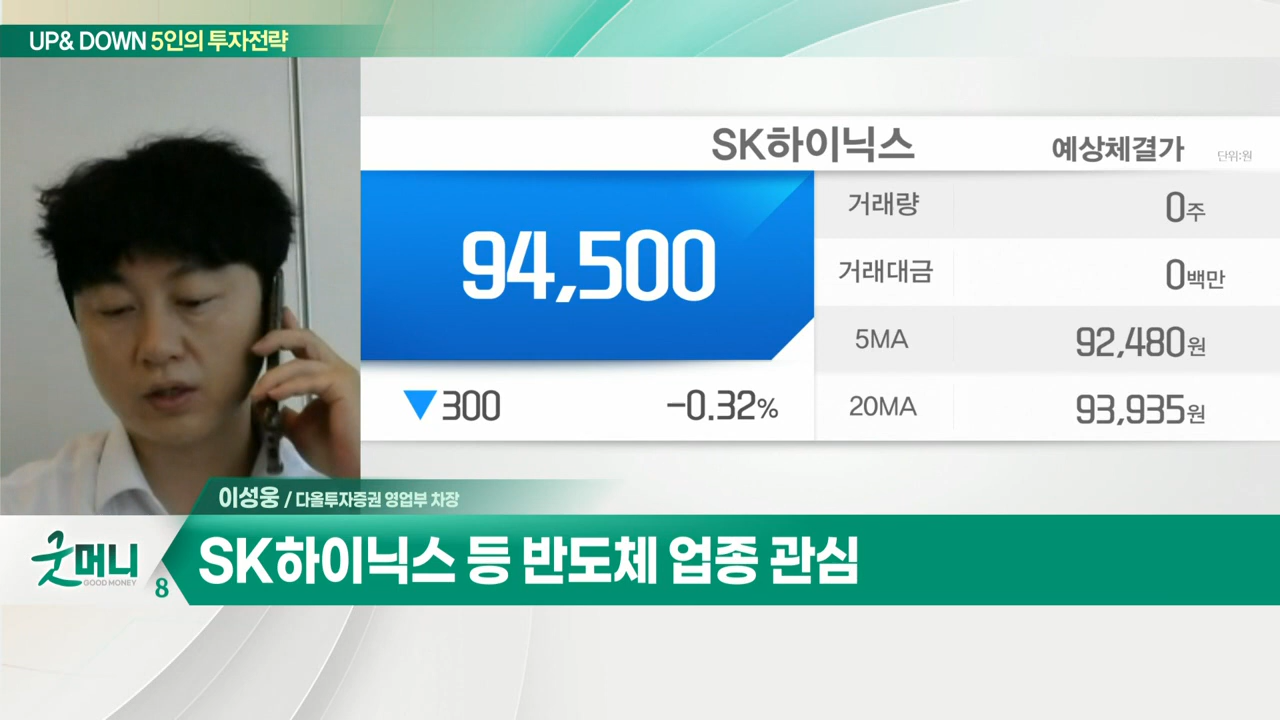 UP& DOWN 5인의 투자전략
SK하이닉스
예상체결가
단위:원
94,500
▼300
-0.32%
거래량
0주
거래대금
0백만
5MA
92,480원
20MA
93,935원
이성웅 / 다올투자증권 영업부 차장
굿머니
GOOD MONEY
8
SK하이닉스 등 반도체 업종 관심